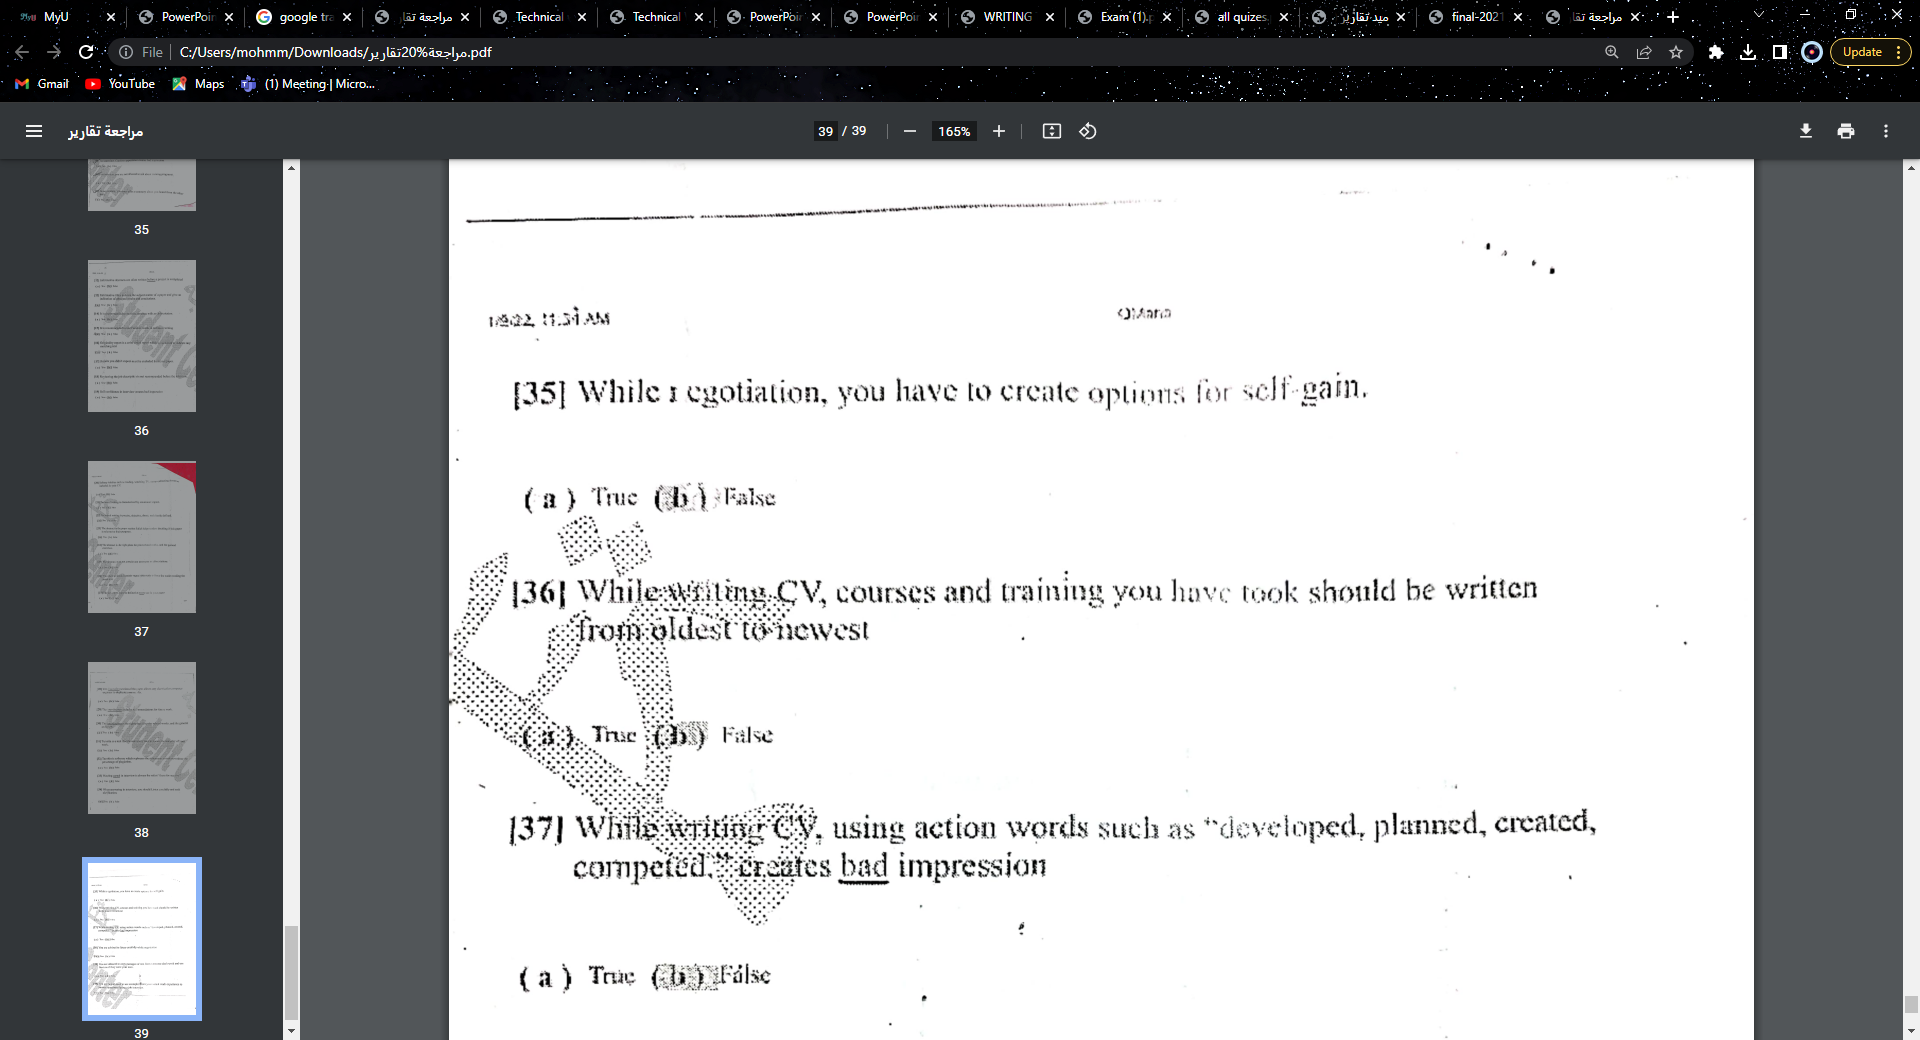 MyU
PowerPoin
google tra
مراجعة تقا
Technical
Technical
PowerPoi
PowerPoi
WRITING
Exam (1).p
all quizes
ميد تقارير
final-2021
مراجعة تقا
File
C:/Users/mohmm/Downloads/مراجعة%20تقارير.pdf
Update
Gmail
YouTube
Maps
(1) Meeting | Micro...
مراجعة تقارير
39 / 39
165%
35
36
37
38
39
1/9/22, 11:51 AM
QMaria
[35] While negotiation, you have to create options for self-gain.
( a ) True ( b ) False
[36] While writing CV, courses and training you have took should be written
from oldest to newest
( a ) True ( b ) False
[37] While writing CV, using action words such as “developed, planned, created,
competed,” creates bad impression
( a ) True ( b ) False